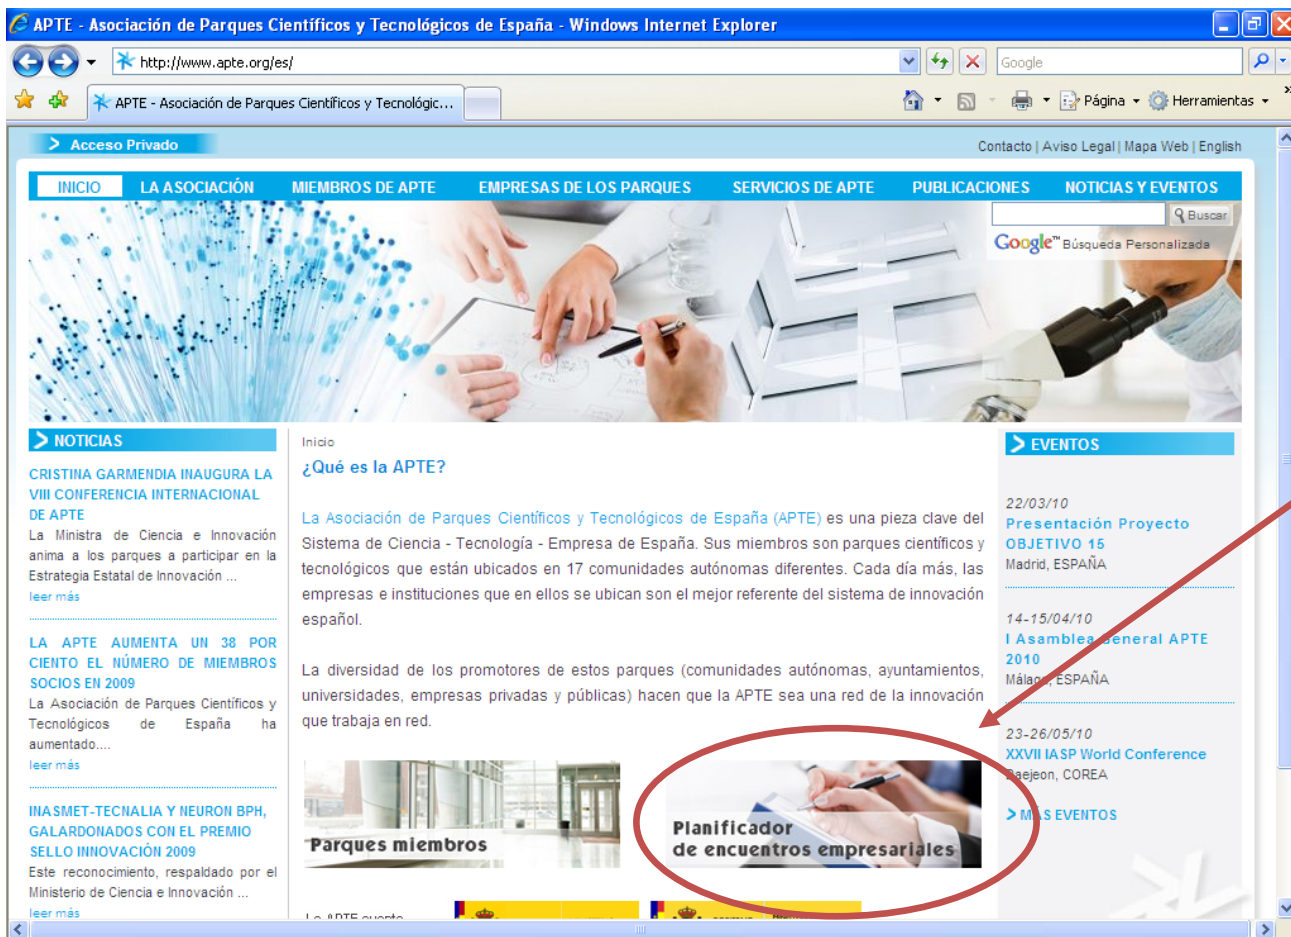 APTE - Asociación de Parques Científicos y Tecnológicos de España - Windows Internet Explorer
http://www.apte.org/es/
Google
APTE - Asociación de Parques Científicos y Tecnológic...
Página
Herramientas
Acceso Privado
Contacto | Aviso Legal | Mapa Web | English
INICIO LA ASOCIACIÓN MIEMBROS DE APTE EMPRESAS DE LOS PARQUES SERVICIOS DE APTE PUBLICACIONES NOTICIAS Y EVENTOS
Buscar
Google™ Búsqueda Personalizada
NOTICIAS
CRISTINA GARMENDIA INAUGURA LA
VIII CONFERENCIA INTERNACIONAL
DE APTE
La Ministra de Ciencia e Innovación
anima a los parques a participar en la
Estrategia Estatal de Innovación ...
leer más
LA APTE AUMENTA UN 38 POR
CIENTO EL NÚMERO DE MIEMBROS
SOCIOS EN 2009
La Asociación de Parques Científicos y
Tecnológicos de España ha
aumentado....
leer más
INASMET-TECNALIA Y NEURON BPH,
GALARDONADOS CON EL PREMIO
SELLO INNOVACIÓN 2009
Este reconocimiento, respaldado por el
Ministerio de Ciencia e Innovación ...
leer más
Inicio
¿Qué es la APTE?
La Asociación de Parques Científicos y Tecnológicos de España (APTE) es una pieza clave del
Sistema de Ciencia - Tecnología - Empresa de España. Sus miembros son parques científicos y
tecnológicos que están ubicados en 17 comunidades autónomas diferentes. Cada día más, las
empresas e instituciones que en ellos se ubican son el mejor referente del sistema de innovación
español.
La diversidad de los promotores de estos parques (comunidades autónomas, ayuntamientos,
universidades, empresas privadas y públicas) hacen que la APTE sea una red de la innovación
que trabaja en red.
Parques miembros
Planificador
de encuentros empresariales
La APTE cuenta
EVENTOS
22/03/10
Presentación Proyecto
OBJETIVO 15
Madrid, ESPAÑA
14-15/04/10
I Asamblea General APTE
2010
Málaga, ESPAÑA
23-26/05/10
XXVII IASP World Conference
Daejeon, COREA
MÁS EVENTOS